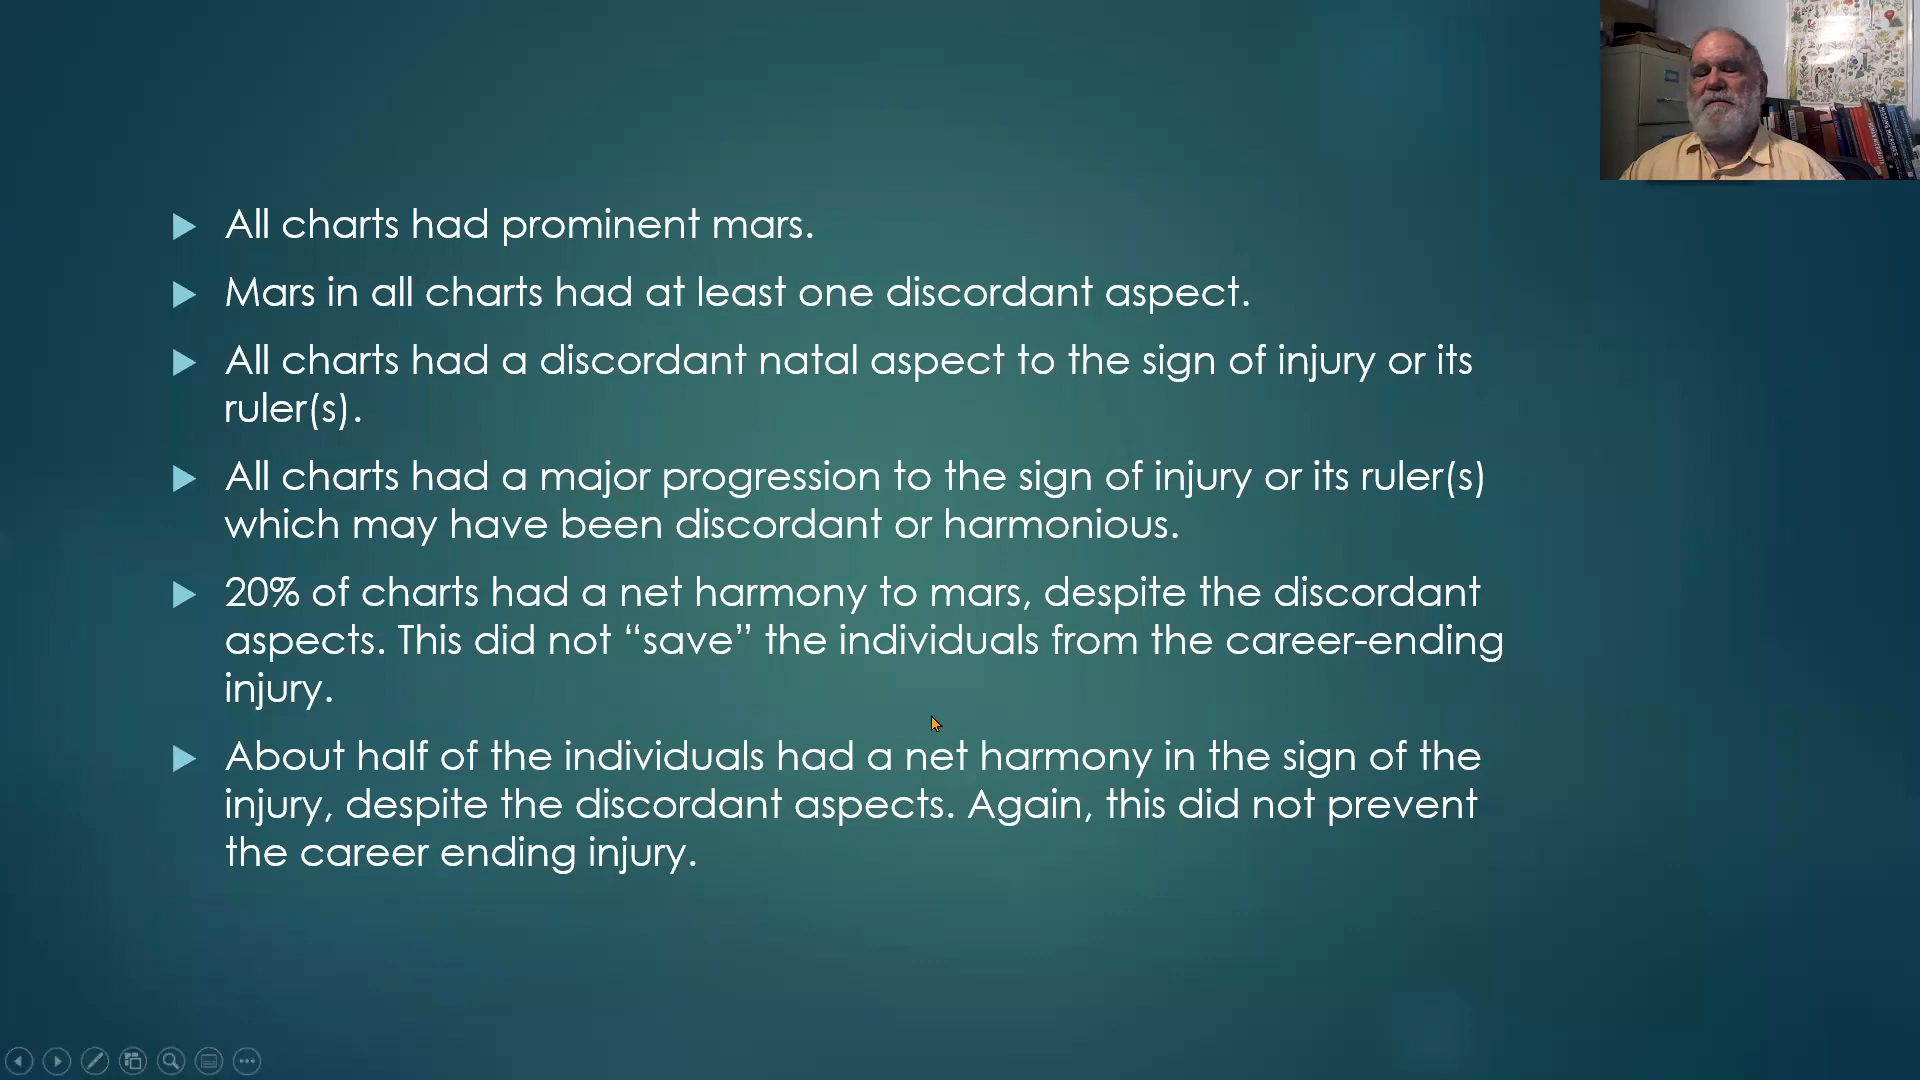 All charts had prominent mars.
Mars in all charts had at least one discordant aspect.
All charts had a discordant natal aspect to the sign of injury or its
ruler(s).
All charts had a major progression to the sign of injury or its ruler(s)
which may have been discordant or harmonious.
20% of charts had a net harmony to mars, despite the discordant
aspects. This did not “save” the individuals from the career-ending
injury.
About half of the individuals had a net harmony in the sign of the
injury, despite the discordant aspects. Again, this did not prevent
the career ending injury.